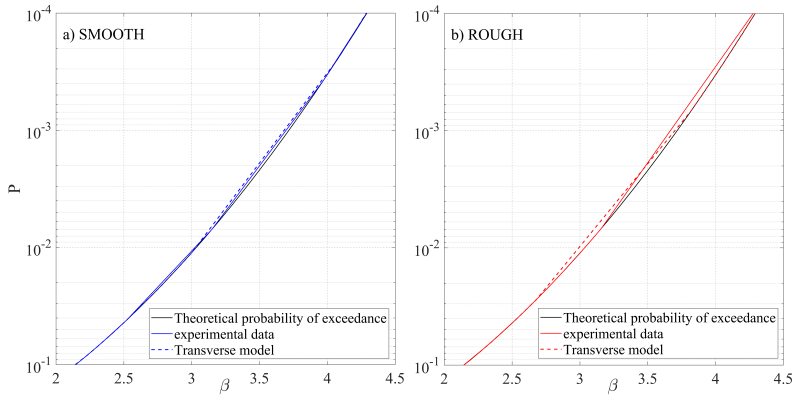 a) SMOOTH
10^-4
10^-3
10^-2
10^-1
P
Theoretical probability of exceedance
experimental data
Transverse model
2 2.5 3 3.5 4 4.5
β
b) ROUGH
10^-4
10^-3
10^-2
10^-1
Theoretical probability of exceedance
experimental data
Transverse model
2 2.5 3 3.5 4 4.5
β